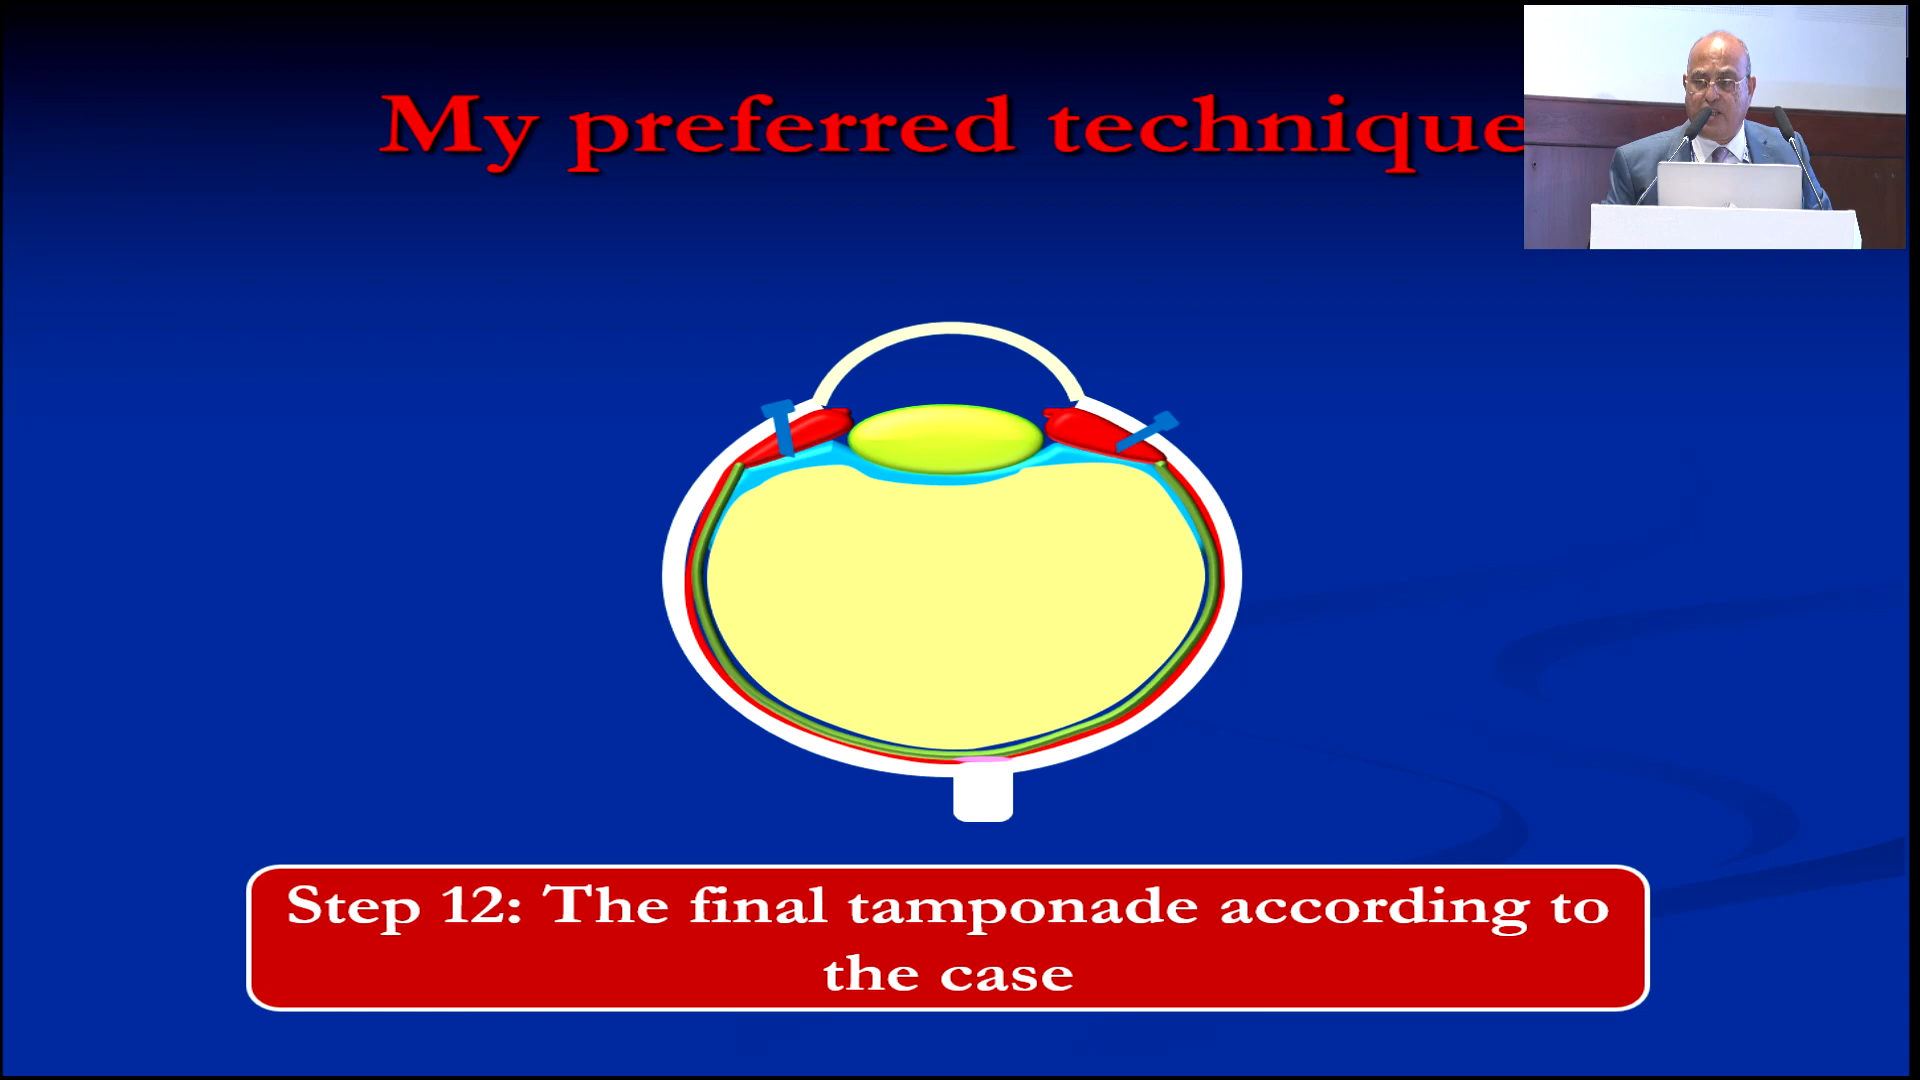 My preferred technique
Step 12: The final tamponade according to
the case